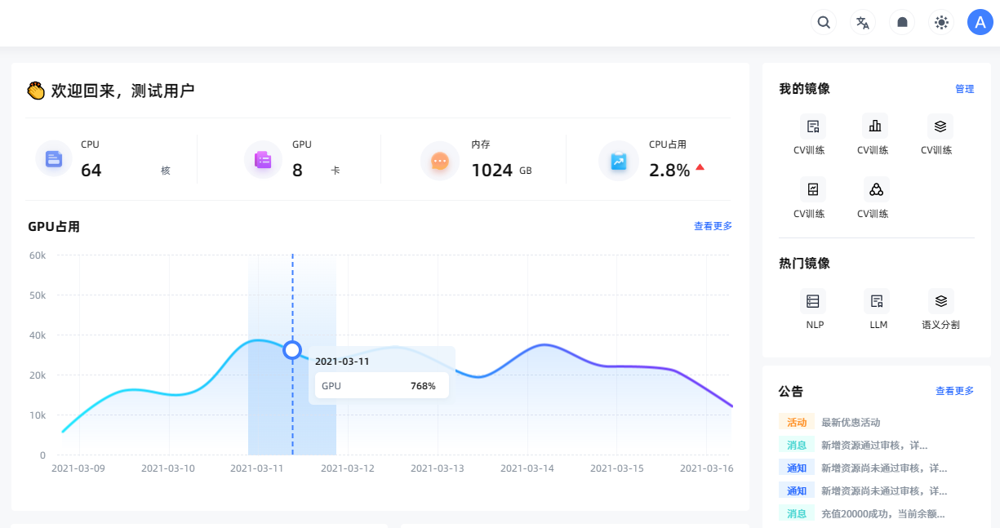 A
👏 欢迎回来，测试用户
CPU
64 核
GPU
8 卡
内存
1024 GB
CPU占用
2.8%
GPU占用
查看更多
60k
50k
40k
20k
10k
0
2021-03-11
GPU 768%
2021-03-09 2021-03-10 2021-03-11 2021-03-12 2021-03-13 2021-03-14 2021-03-15 2021-03-16
我的镜像 管理
CV训练 CV训练 CV训练
CV训练 CV训练
热门镜像
NLP LLM 语义分割
公告 查看更多
活动 最新优惠活动
消息 新增资源通过审核，详...
通知 新增资源尚未通过审核，详...
通知 新增资源尚未通过审核，详...
消息 充值20000成功，当前余额...